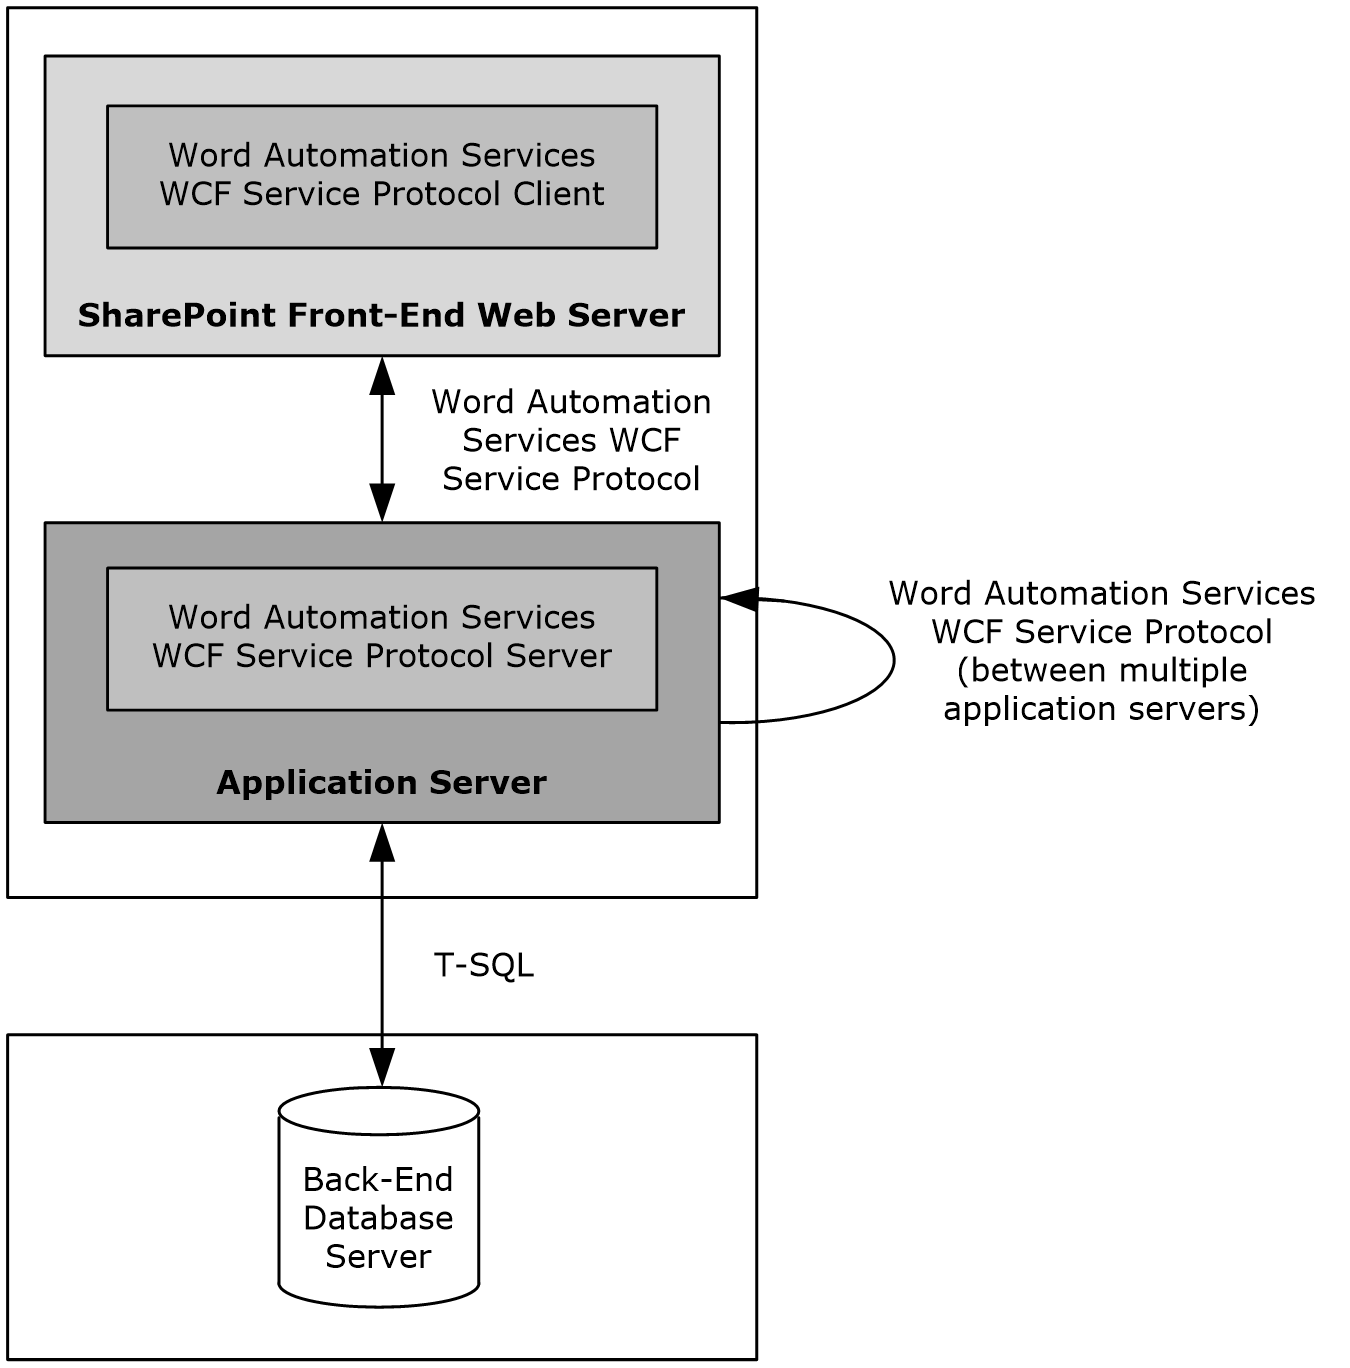 Word Automation Services
WCF Service Protocol Client
SharePoint Front-End Web Server
Word Automation
Services WCF
Service Protocol
Word Automation Services
WCF Service Protocol Server
Application Server
Word Automation Services
WCF Service Protocol
(between multiple
application servers)
T-SQL
Back-End
Database
Server